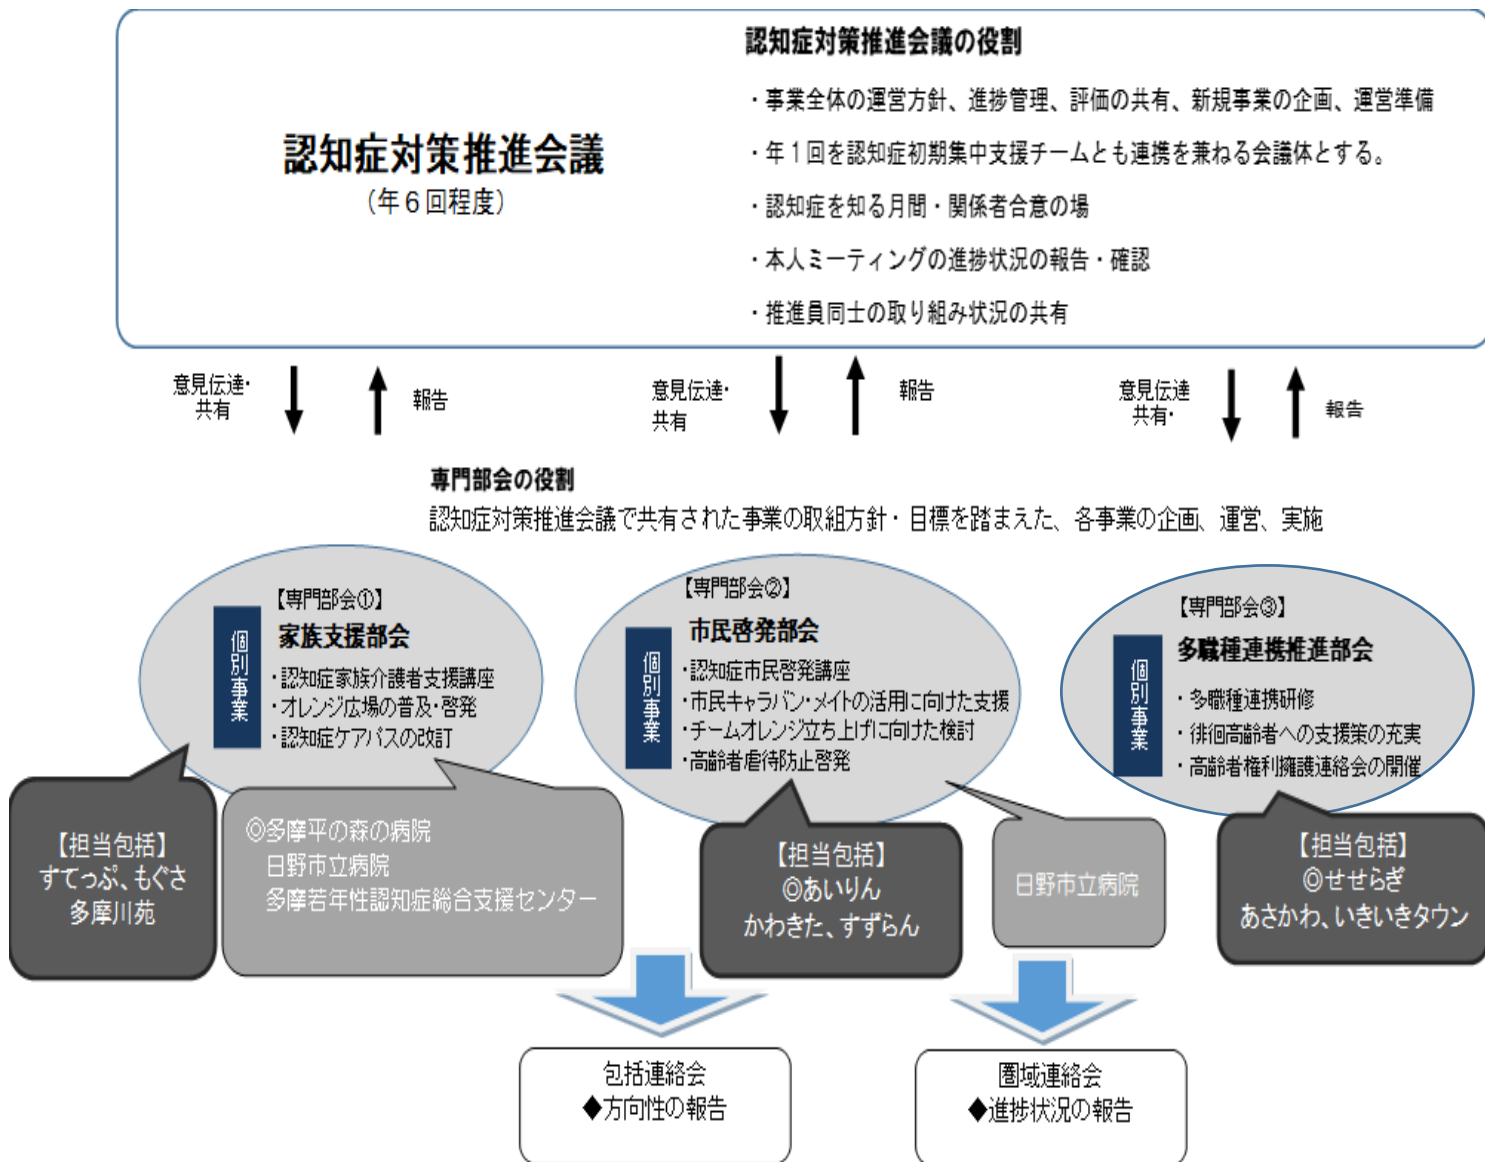 認知症対策推進会議
(年６回程度)
認知症対策推進会議の役割
・事業全体の運営方針、進捗管理、評価の共有、新規事業の企画、運営準備
・年１回を認知症初期集中支援チームとも連携を兼ねる会議体とする。
・認知症を知る月間・関係者合意の場
・本人ミーティングの進捗状況の報告・確認
・推進員同士の取り組み状況の共有
意見伝達・
共有
報告
意見伝達・
共有
報告
意見伝達
共有・
報告
専門部会の役割
認知症対策推進会議で共有された事業の取組方針・目標を踏まえた、各事業の企画、運営、実施
【専門部会①】
家族支援部会
個別事業
・認知症家族介護者支援講座
・オレンジ広場の普及・啓発
・認知症ケアパスの改訂
【専門部会②】
市民啓発部会
個別事業
・認知症市民啓発講座
・市民キャラバン・メイトの活用に向けた支援
・チームオレンジ立ち上げに向けた検討
・高齢者虐待防止啓発
【専門部会③】
多職種連携推進部会
個別事業
・多職種連携研修
・徘徊高齢者への支援策の充実
・高齢者権利擁護連絡会の開催
【担当包括】
すてっぷ、もぐさ
多摩川苑
◎多摩平の森の病院
日野市立病院
多摩若年性認知症総合支援センター
【担当包括】
◎あいりん
かわきた、すずらん
日野市立病院
【担当包括】
◎せせらぎ
あさかわ、いきいきタウン
包括連絡会
◆方向性の報告
圏域連絡会
◆進捗状況の報告